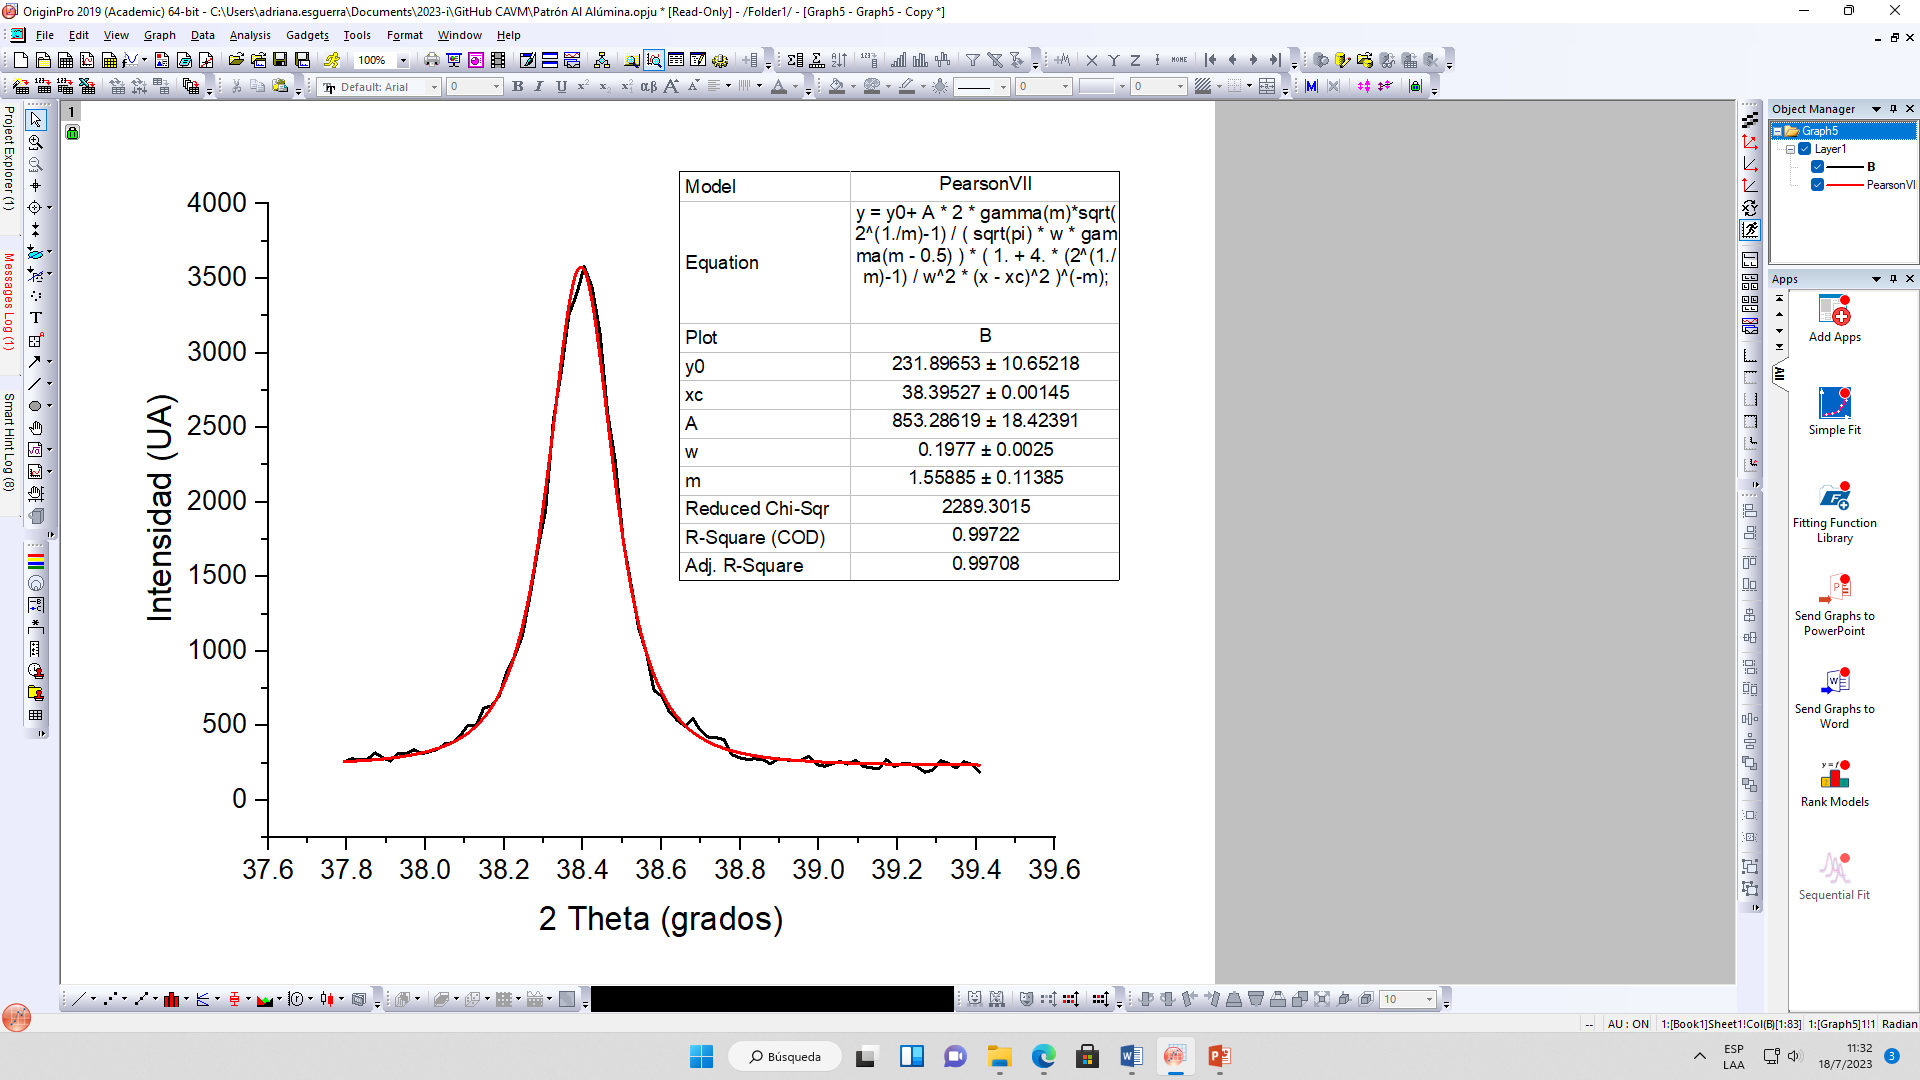 OriginPro 2019 (Academic) 64-bit - C:\Users\adriana.esguerra\Documents\2023-i\GitHub CAVM\Patrón Al Alúmina.opju * [Read-Only] - /Folder1/ - [Graph5 - Graph5 - Copy *]
File Edit View Graph Data Analysis Gadgets Tools Format Window Help
100%
Default: Arial 0 B I U 0 0
Project Explorer (1)
Messages Log (1)
Smart Hint Log (8)
1
Model PearsonVII
Equation y = y0+ A * 2 * gamma(m)*sqrt(
2^(1./m)-1) / ( sqrt(pi) * w * gam
ma(m - 0.5) ) * ( 1. + 4. * (2^(1./
m)-1) / w^2 * (x - xc)^2 )^(-m);
Plot B
y0 231.89653 ± 10.65218
xc 38.39527 ± 0.00145
A 853.28619 ± 18.42391
w 0.1977 ± 0.0025
m 1.55885 ± 0.11385
Reduced Chi-Sqr 2289.3015
R-Square (COD) 0.99722
Adj. R-Square 0.99708
4000
3500
3000
2500
2000
1500
1000
500
0
Intensidad (UA)
37.6 37.8 38.0 38.2 38.4 38.6 38.8 39.0 39.2 39.4 39.6
2 Theta (grados)
Object Manager
Graph5
Layer1
B
PearsonVI
Apps
All
Add Apps
Simple Fit
Fitting Function
Library
Send Graphs to
PowerPoint
Send Graphs to
Word
Rank Models
Sequential Fit
10
-- AU : ON 1:[Book1]Sheet1!Col(B)[1:83] 1:[Graph5]1!1 Radian
Búsqueda
ESP
LAA
11:32
18/7/2023
3